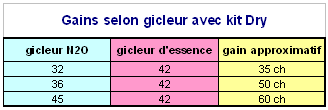 Gains selon gicleur avec kit Dry
gicleur N2O gicleur d'essence gain approximatif
32 42 35 ch
36 42 50 ch
45 42 60 ch